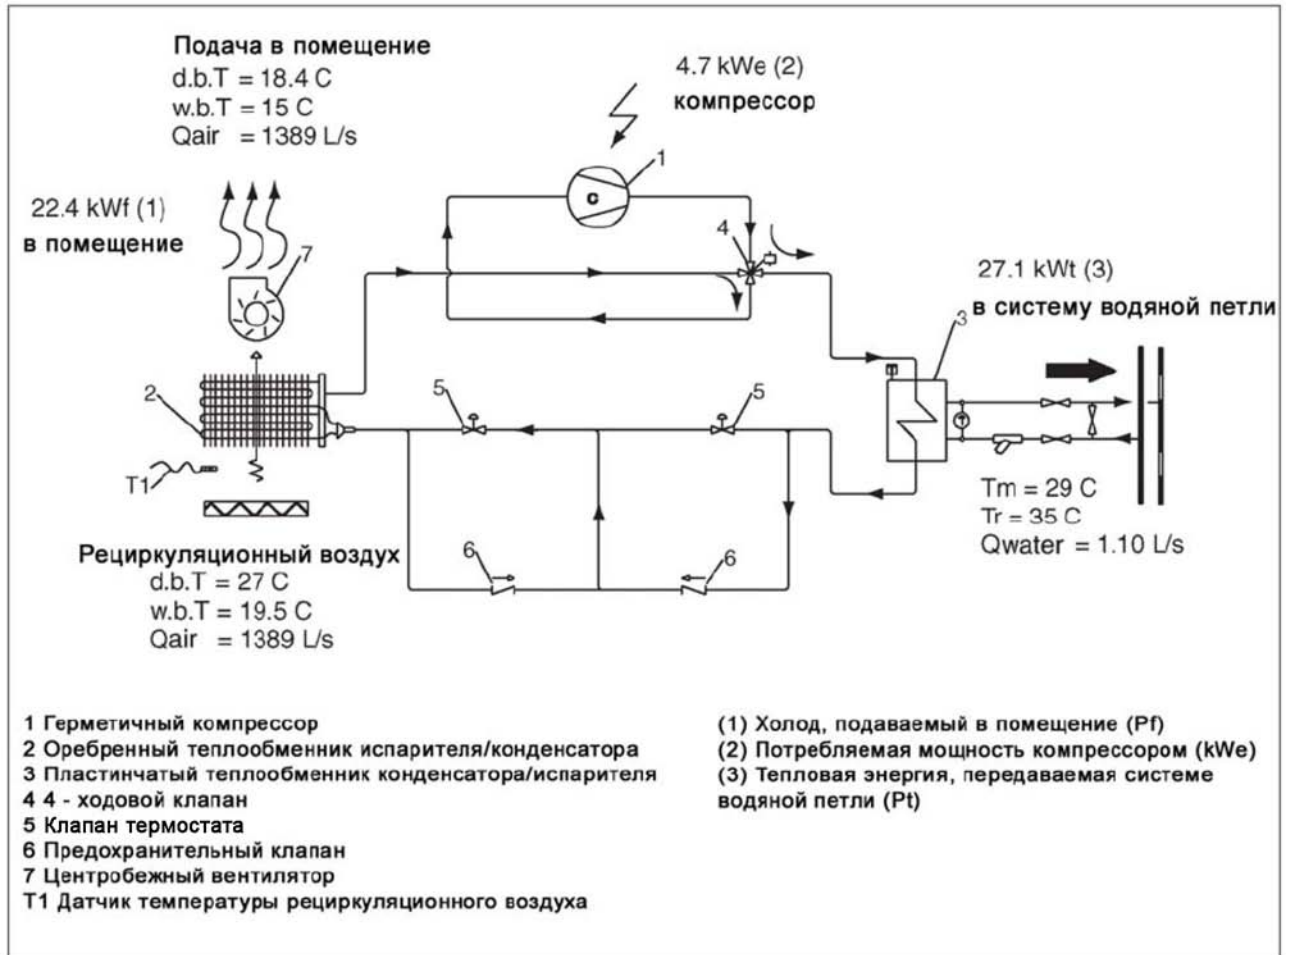 Подача в помещение
d.b.T = 18.4 C
w.b.T = 15 C
Qair = 1389 L/s
4.7 kWe (2)
компрессор
1
c
22.4 kWf (1)
в помещение
7
4
27.1 kWt (3)
в систему водяной петли
3
2
5
5
T1
Tm = 29 C
Tr = 35 C
Qwater = 1.10 L/s
Рециркуляционный воздух
d.b.T = 27 C
w.b.T = 19.5 C
Qair = 1389 L/s
6
6
1 Герметичный компрессор
2 Оребренный теплообменник испарителя/конденсатора
3 Пластинчатый теплообменник конденсатора/испарителя
4 4 - ходовой клапан
5 Клапан термостата
6 Предохранительный клапан
7 Центробежный вентилятор
T1 Датчик температуры рециркуляционного воздуха
(1) Холод, подаваемый в помещение (Pf)
(2) Потребляемая мощность компрессором (kWe)
(3) Тепловая энергия, передаваемая системе
водяной петли (Pt)